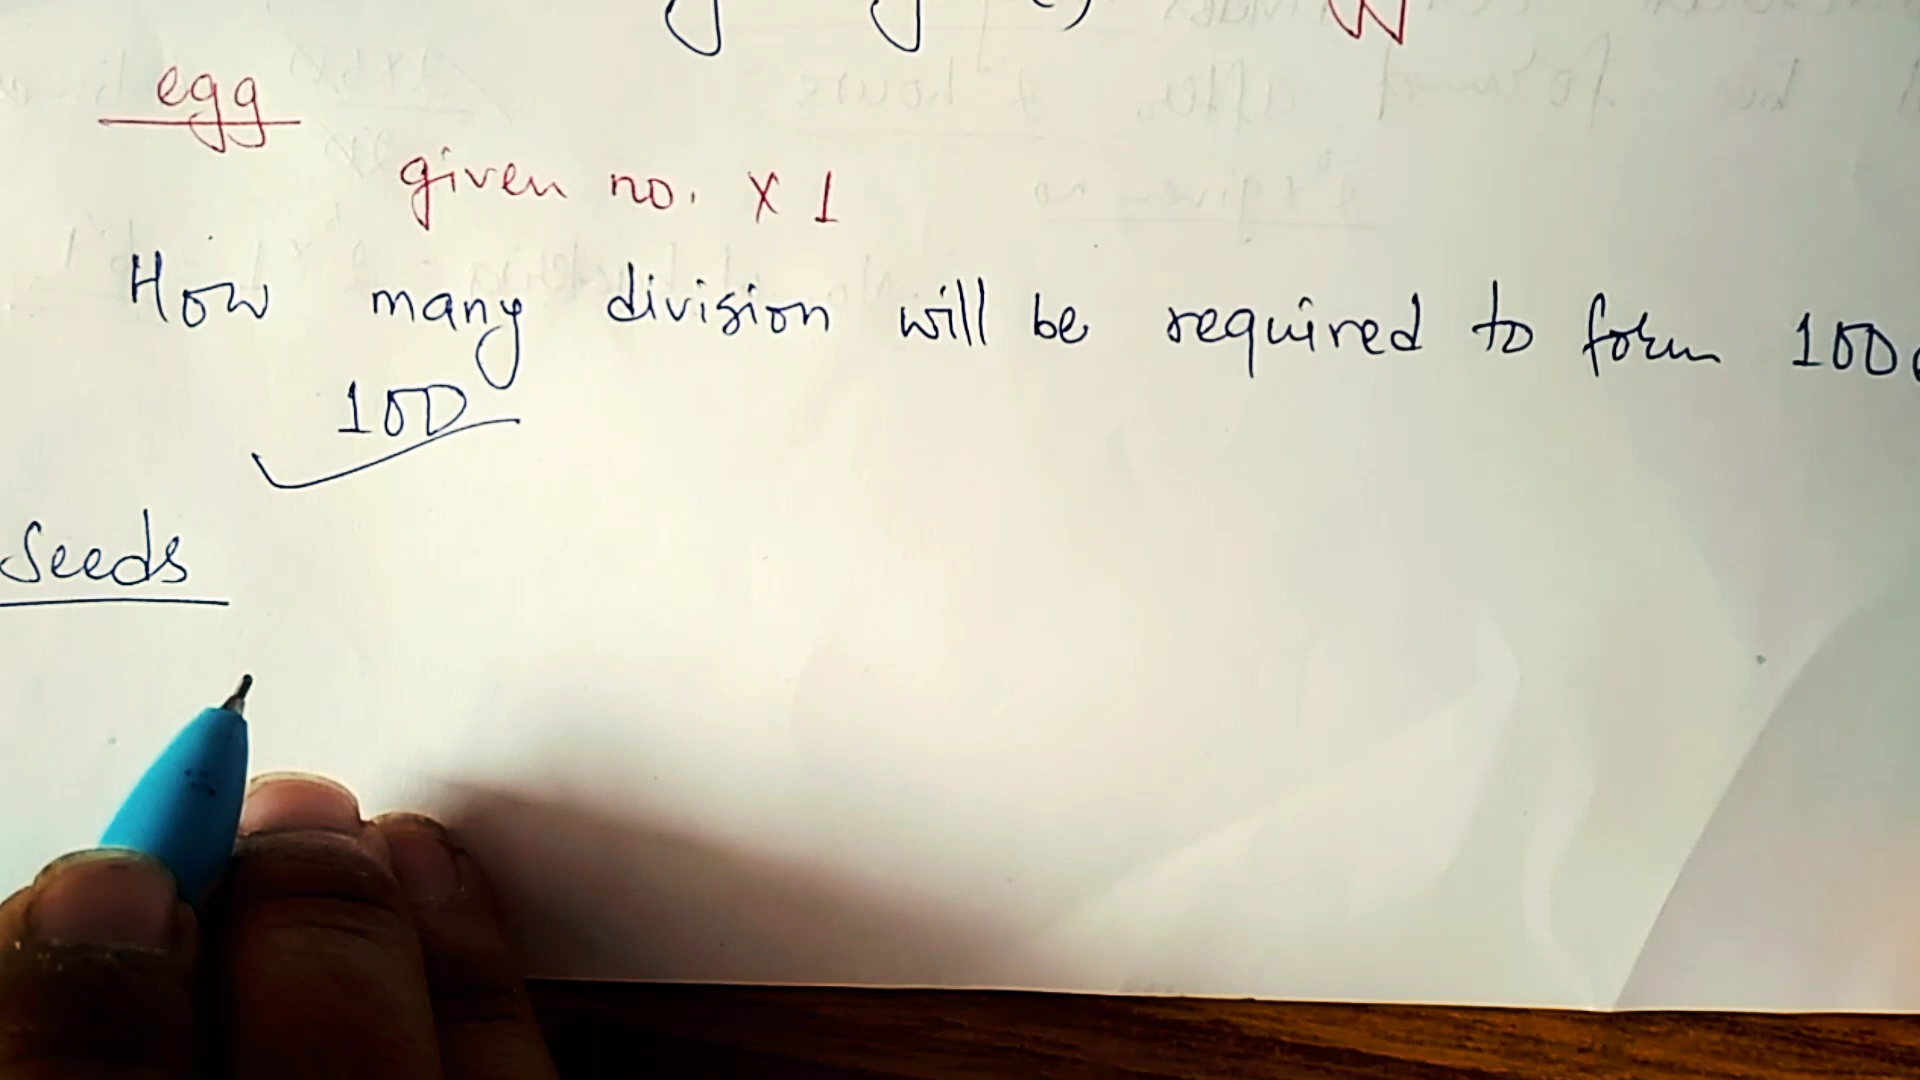 egg
given no. X 1
How many division will be required to form 100
100
Seeds